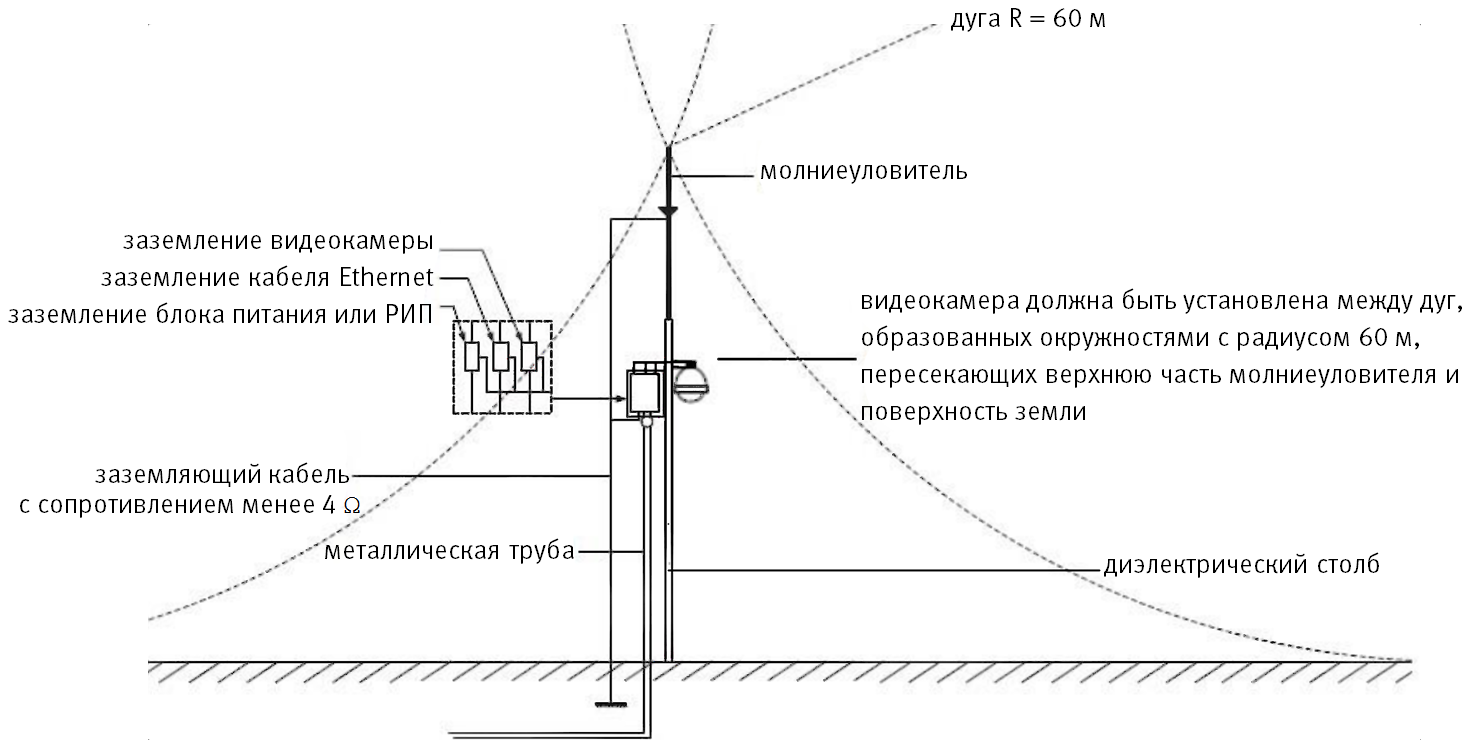 дуга R = 60 м
молниеуловитель
заземление видеокамеры
заземление кабеля Ethernet
заземление блока питания или РИП
видеокамера должна быть установлена между дуг,
образованных окружностями с радиусом 60 м,
пересекающих верхнюю часть молниеуловителя и
поверхность земли
заземляющий кабель
с сопротивлением менее 4 Ω
металлическая труба
диэлектрический столб